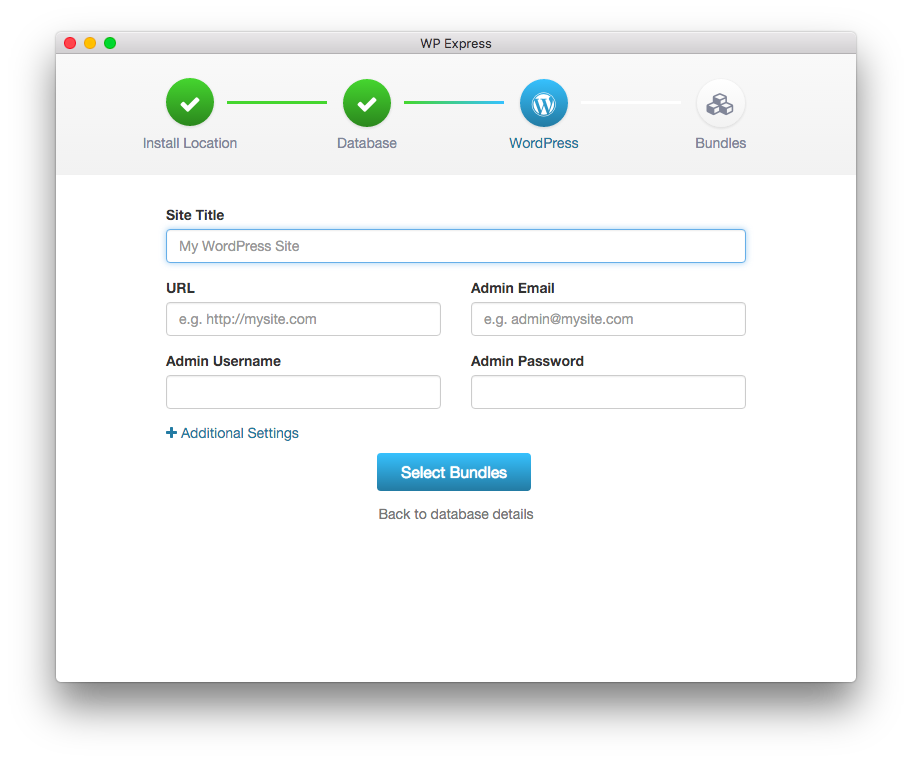 WP Express
Install Location Database WordPress Bundles
Site Title
My WordPress Site
URL Admin Email
e.g. http://mysite.com e.g. admin@mysite.com
Admin Username Admin Password
+ Additional Settings
Select Bundles
Back to database details